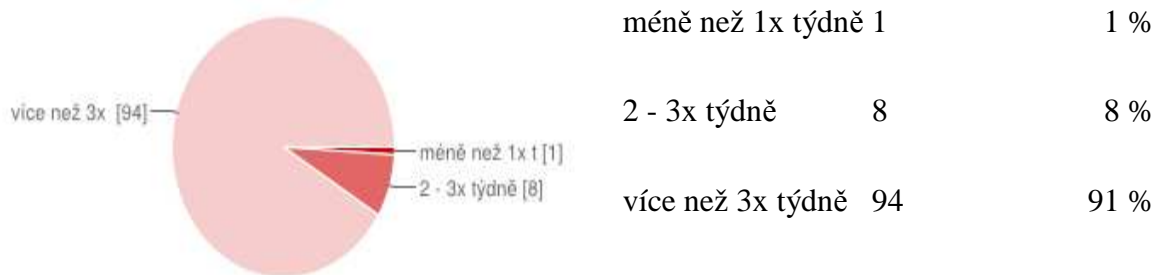 více než 3x [94]
méně než 1x t [1]
2 - 3x týdně [8]
méně než 1x týdně 1 1 %
2 - 3x týdně 8 8 %
více než 3x týdně 94 91 %